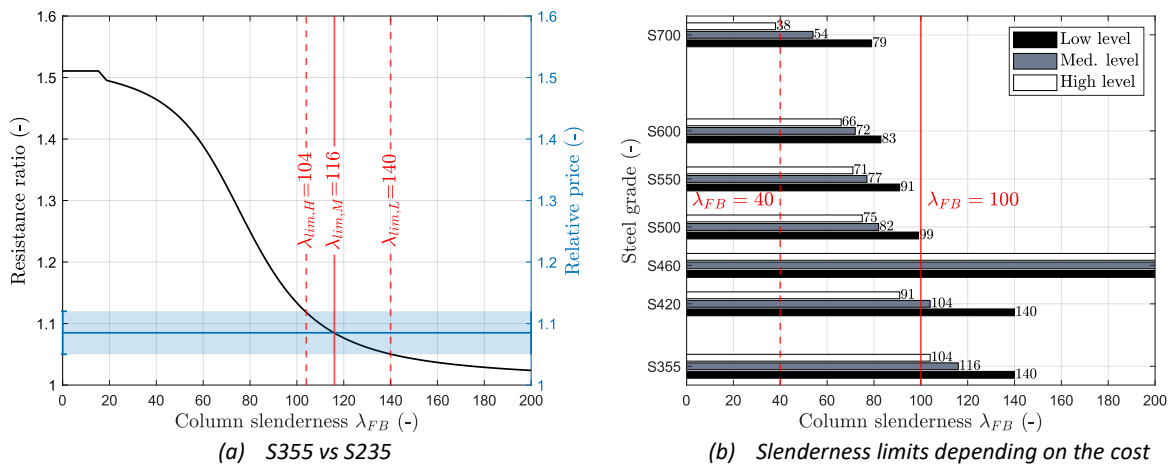 1.6
1.5
1.4
1.3
1.2
1.1
1
Resistance ratio (-)
1.6
1.5
1.4
1.3
1.2
1.1
1
Relative price (-)
λlim,H=104
λlim,M=116
λlim,L=140
0 20 40 60 80 100 120 140 160 180 200
Column slenderness λFB (-)
(a) S355 vs S235
Steel grade (-)
S700
S600
S550
S500
S460
S420
S355
38
54
79
66
72
83
71
77
91
75
82
99
91
104
140
104
116
140
λFB = 40
λFB = 100
Low level
Med. level
High level
0 20 40 60 80 100 120 140 160 180 200
Column slenderness λFB (-)
(b) Slenderness limits depending on the cost